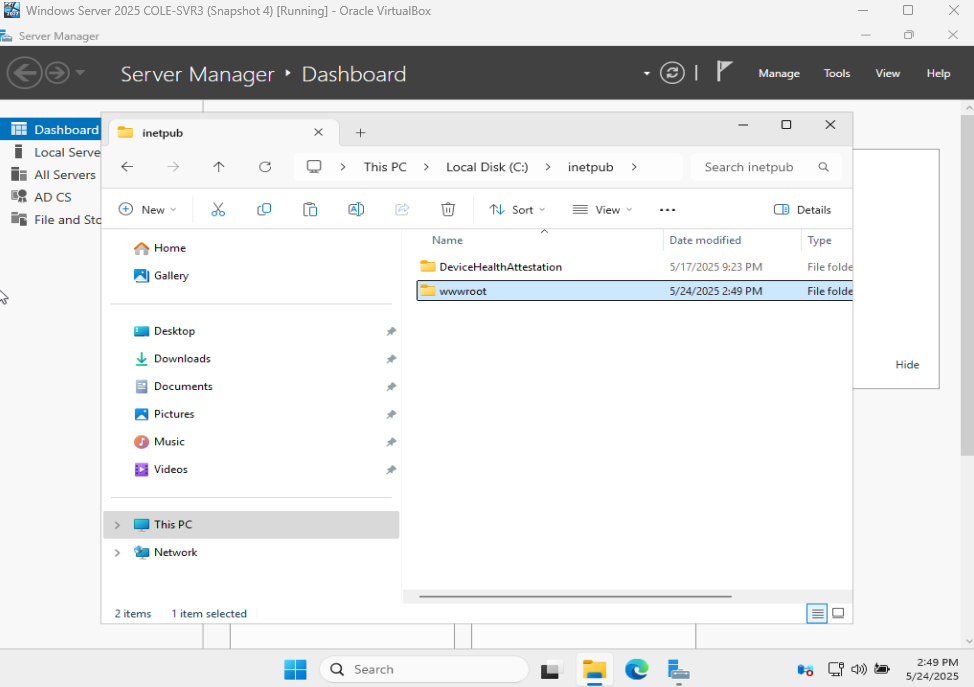 Windows Server 2025 COLE-SVR3 (Snapshot 4) [Running] - Oracle VirtualBox
Server Manager
Server Manager ‣ Dashboard
Manage Tools View Help
Dashboard
Local Serve
All Servers
AD CS
File and Sto
inetpub
This PC > Local Disk (C:) > inetpub >
Search inetpub
New
Sort
View
Details
Home
Gallery
Desktop
Downloads
Documents
Pictures
Music
Videos
This PC
Network
Name Date modified Type
DeviceHealthAttestation 5/17/2025 9:23 PM File folde
wwwroot 5/24/2025 2:49 PM File folde
Hide
2 items 1 item selected
Search
2:49 PM
5/24/2025